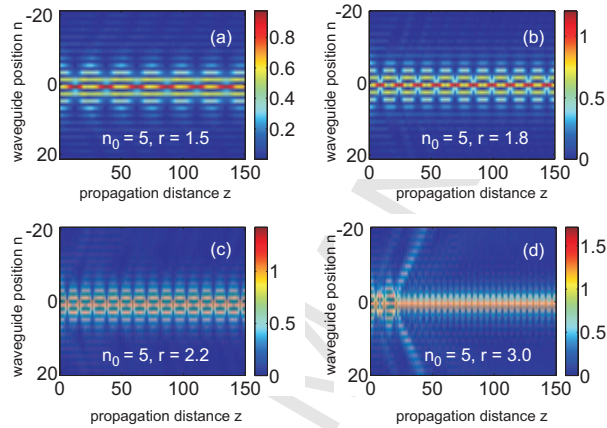 -20
0
20
waveguide position n
(a)
n0 = 5, r = 1.5
0 50 100 150
propagation distance z
0.8
0.6
0.4
0.2
-20
0
20
waveguide position n
(b)
n0 = 5, r = 1.8
0 50 100 150
propagation distance z
1
0.5
0
-20
0
20
waveguide position n
(c)
n0 = 5, r = 2.2
0 50 100 150
propagation distance z
1
0.5
0
-20
0
20
waveguide position n
(d)
n0 = 5, r = 3.0
0 50 100 150
propagation distance z
1.5
1
0.5
0